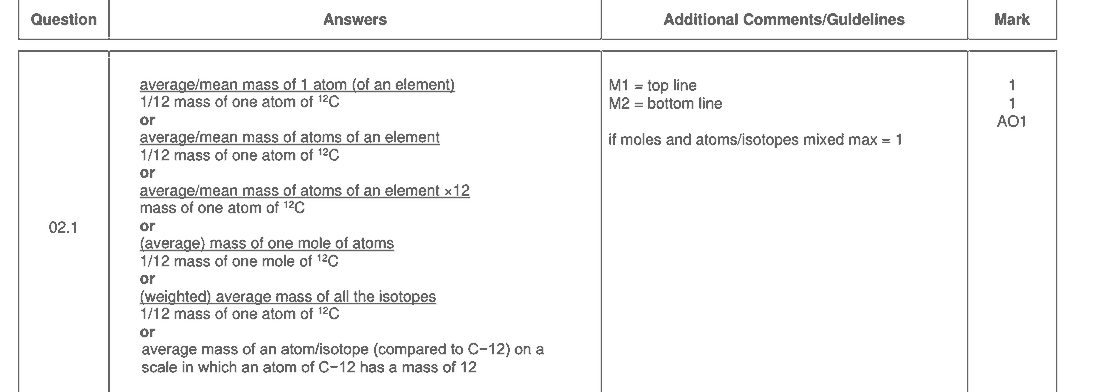 Question Answers Additional Comments/Guidelines Mark
average/mean mass of 1 atom (of an element) M1 = top line 1
1/12 mass of one atom of ¹²C M2 = bottom line 1
or AO1
average/mean mass of atoms of an element if moles and atoms/isotopes mixed max = 1
1/12 mass of one atom of ¹²C
or
average/mean mass of atoms of an element ×12
mass of one atom of ¹²C
02.1 or
(average) mass of one mole of atoms
1/12 mass of one mole of ¹²C
or
(weighted) average mass of all the isotopes
1/12 mass of one atom of ¹²C
or
average mass of an atom/isotope (compared to C−12) on a
scale in which an atom of C−12 has a mass of 12